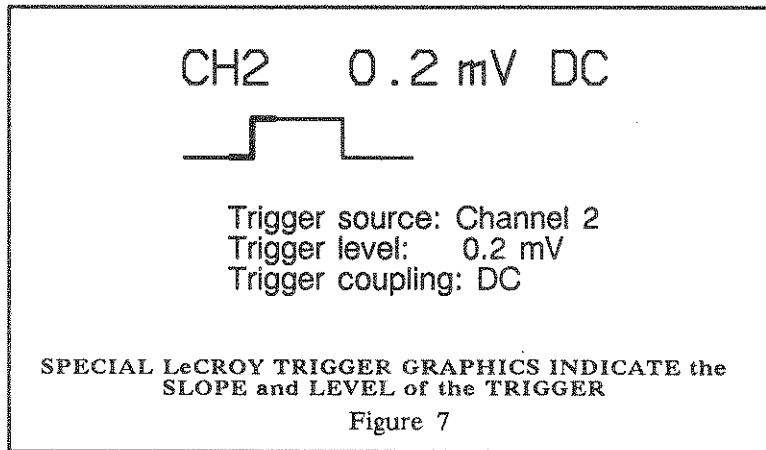 CH2 0.2 mV DC
Trigger source: Channel 2
Trigger level: 0.2 mV
Trigger coupling: DC
SPECIAL LeCROY TRIGGER GRAPHICS INDICATE the
SLOPE and LEVEL of the TRIGGER
Figure 7